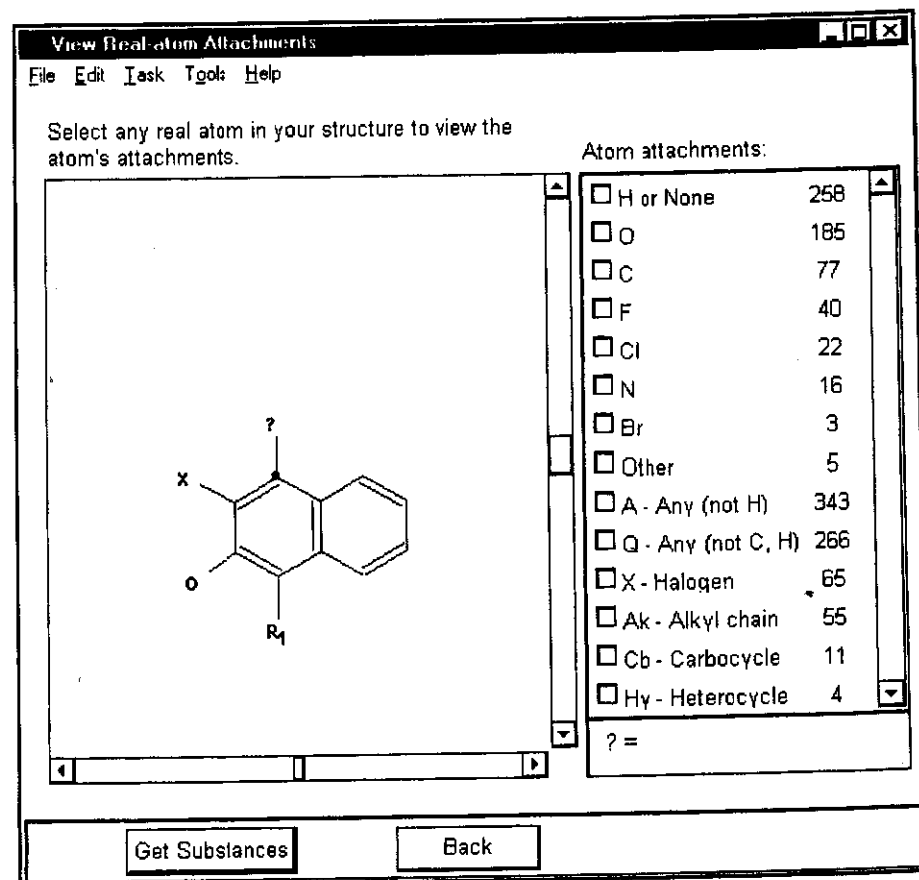 View Real-atom Attachments
File Edit Task Tools Help
Select any real atom in your structure to view the
atom's attachments.
Atom attachments:
H or None 258
O 185
C 77
F 40
Cl 22
N 16
Br 3
Other 5
A - Any (not H) 343
Q - Any (not C, H) 266
X - Halogen 65
Ak - Alkyl chain 55
Cb - Carbocycle 11
Hy - Heterocycle 4
? =
?
X
O
R1
Get Substances Back